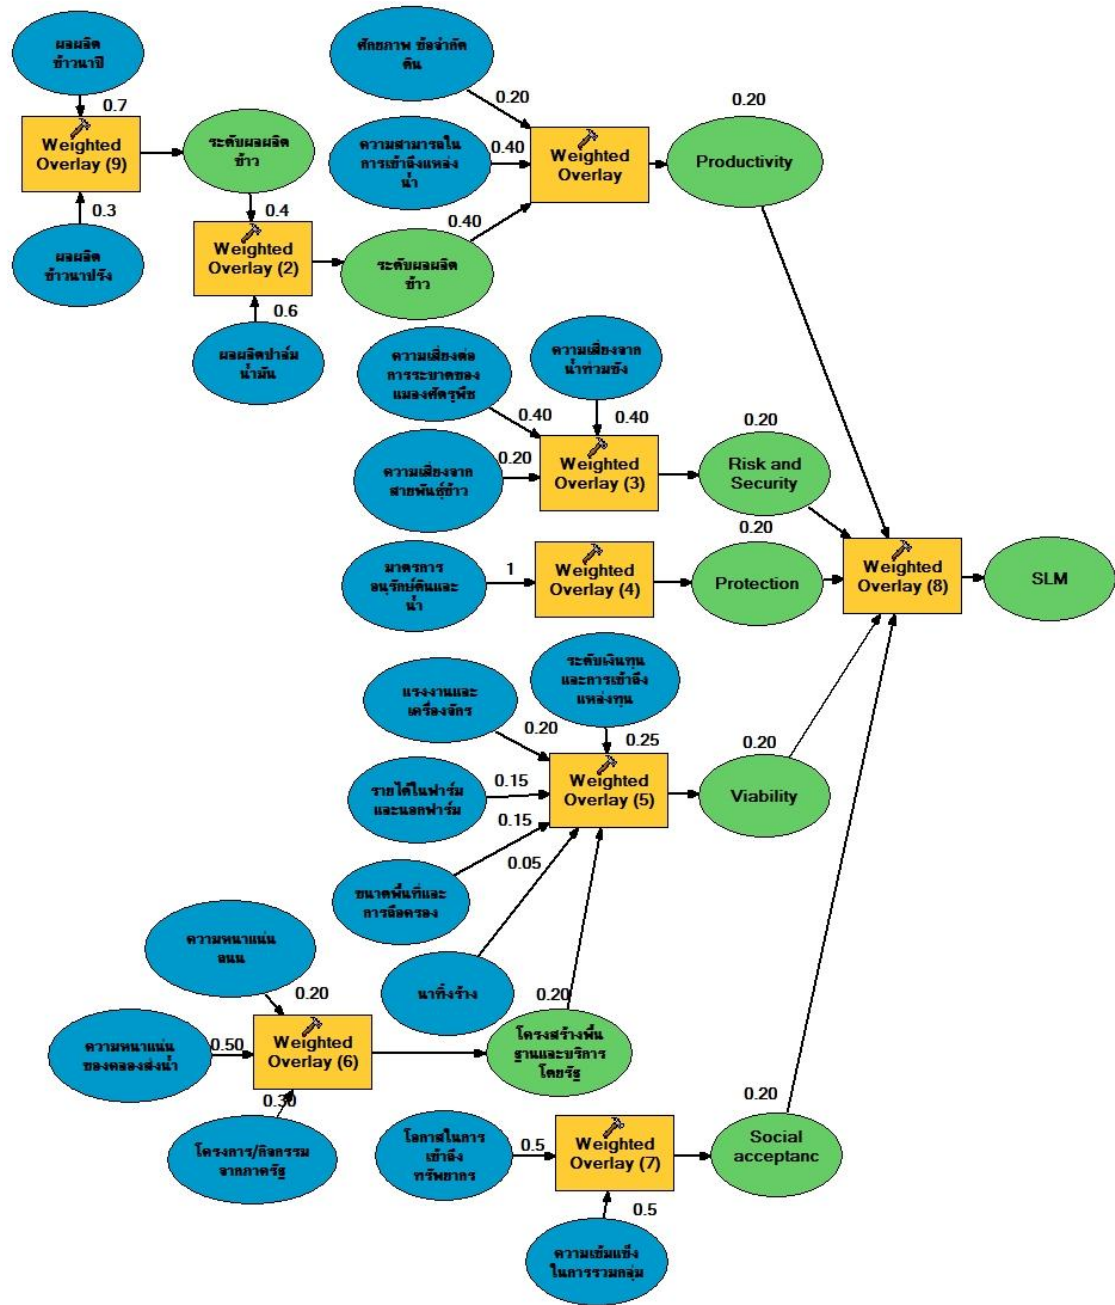 ผลผลิต
ข้าวนาปี
0.7
Weighted
Overlay (9)
0.3
ผลผลิต
ข้าวนาปรัง
ระดับผลผลิต
ข้าว
0.4
Weighted
Overlay (2)
0.6
ผลผลิตปาล์ม
น้ำมัน
ระดับผลผลิต
ข้าว
0.40
ศักยภาพ ข้อจำกัด
ดิน
0.20
ความสามารถใน
การเข้าถึงแหล่ง
น้ำ
0.40
Weighted
Overlay
0.20
Productivity
ความเสี่ยงต่อ
การระบาดของ
แมลงศัตรูพืช
0.40
ความเสี่ยงจาก
น้ำท่วมขัง
0.40
ความเสี่ยงจาก
สายพันธุ์ข้าว
0.20
Weighted
Overlay (3)
0.20
Risk and
Security
มาตรการ
อนุรักษ์ดินและ
น้ำ
1
Weighted
Overlay (4)
0.20
Protection
Weighted
Overlay (8)
SLM
แรงงานและ
เครื่องจักร
0.20
ระดับเงินทุน
และการเข้าถึง
แหล่งทุน
0.25
รายได้ในฟาร์ม
และนอกฟาร์ม
0.15
Weighted
Overlay (5)
0.20
Viability
ขนาดพื้นที่และ
การถือครอง
0.15
นาทิ้งร้าง
0.05
ความหนาแน่น
ถนน
0.20
ความหนาแน่น
ของคลองส่งน้ำ
0.50
โครงการ/กิจกรรม
จากภาครัฐ
0.30
Weighted
Overlay (6)
0.20
โครงสร้างพื้น
ฐานและบริการ
โดยรัฐ
โอกาสในการ
เข้าถึง
ทรัพยากร
0.5
Weighted
Overlay (7)
0.5
ความเข้มแข็ง
ในการรวมกลุ่ม
0.20
Social
acceptanc